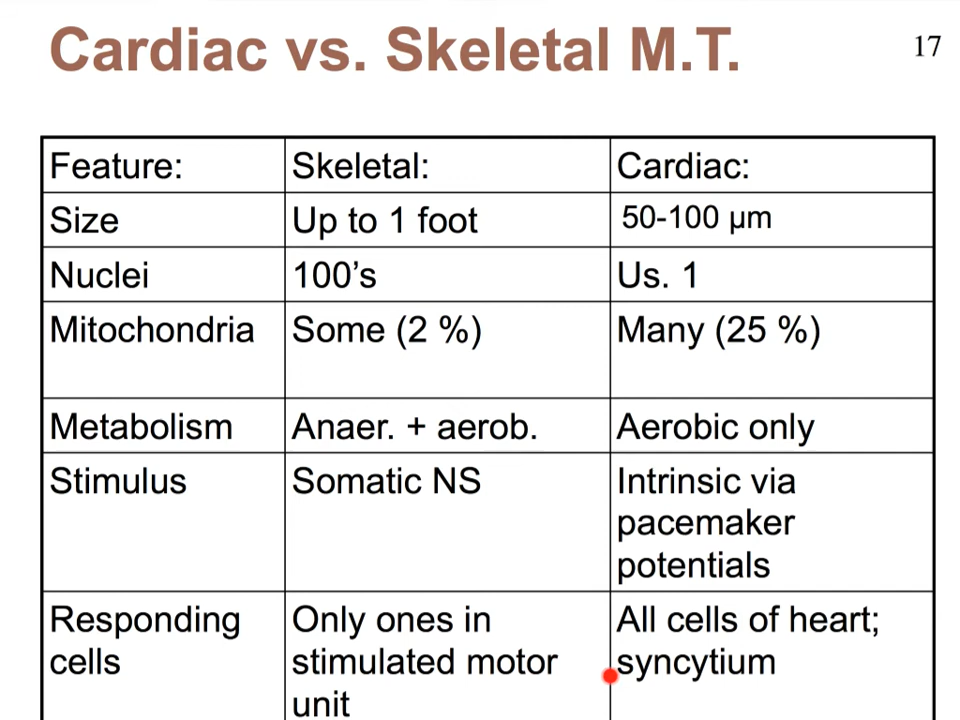 Cardiac vs. Skeletal M.T.
17
Feature: Skeletal: Cardiac:
Size Up to 1 foot 50-100 µm
Nuclei 100’s Us. 1
Mitochondria Some (2 %) Many (25 %)
Metabolism Anaer. + aerob. Aerobic only
Stimulus Somatic NS Intrinsic via
pacemaker
potentials
Responding Only ones in All cells of heart;
cells stimulated motor syncytium
unit